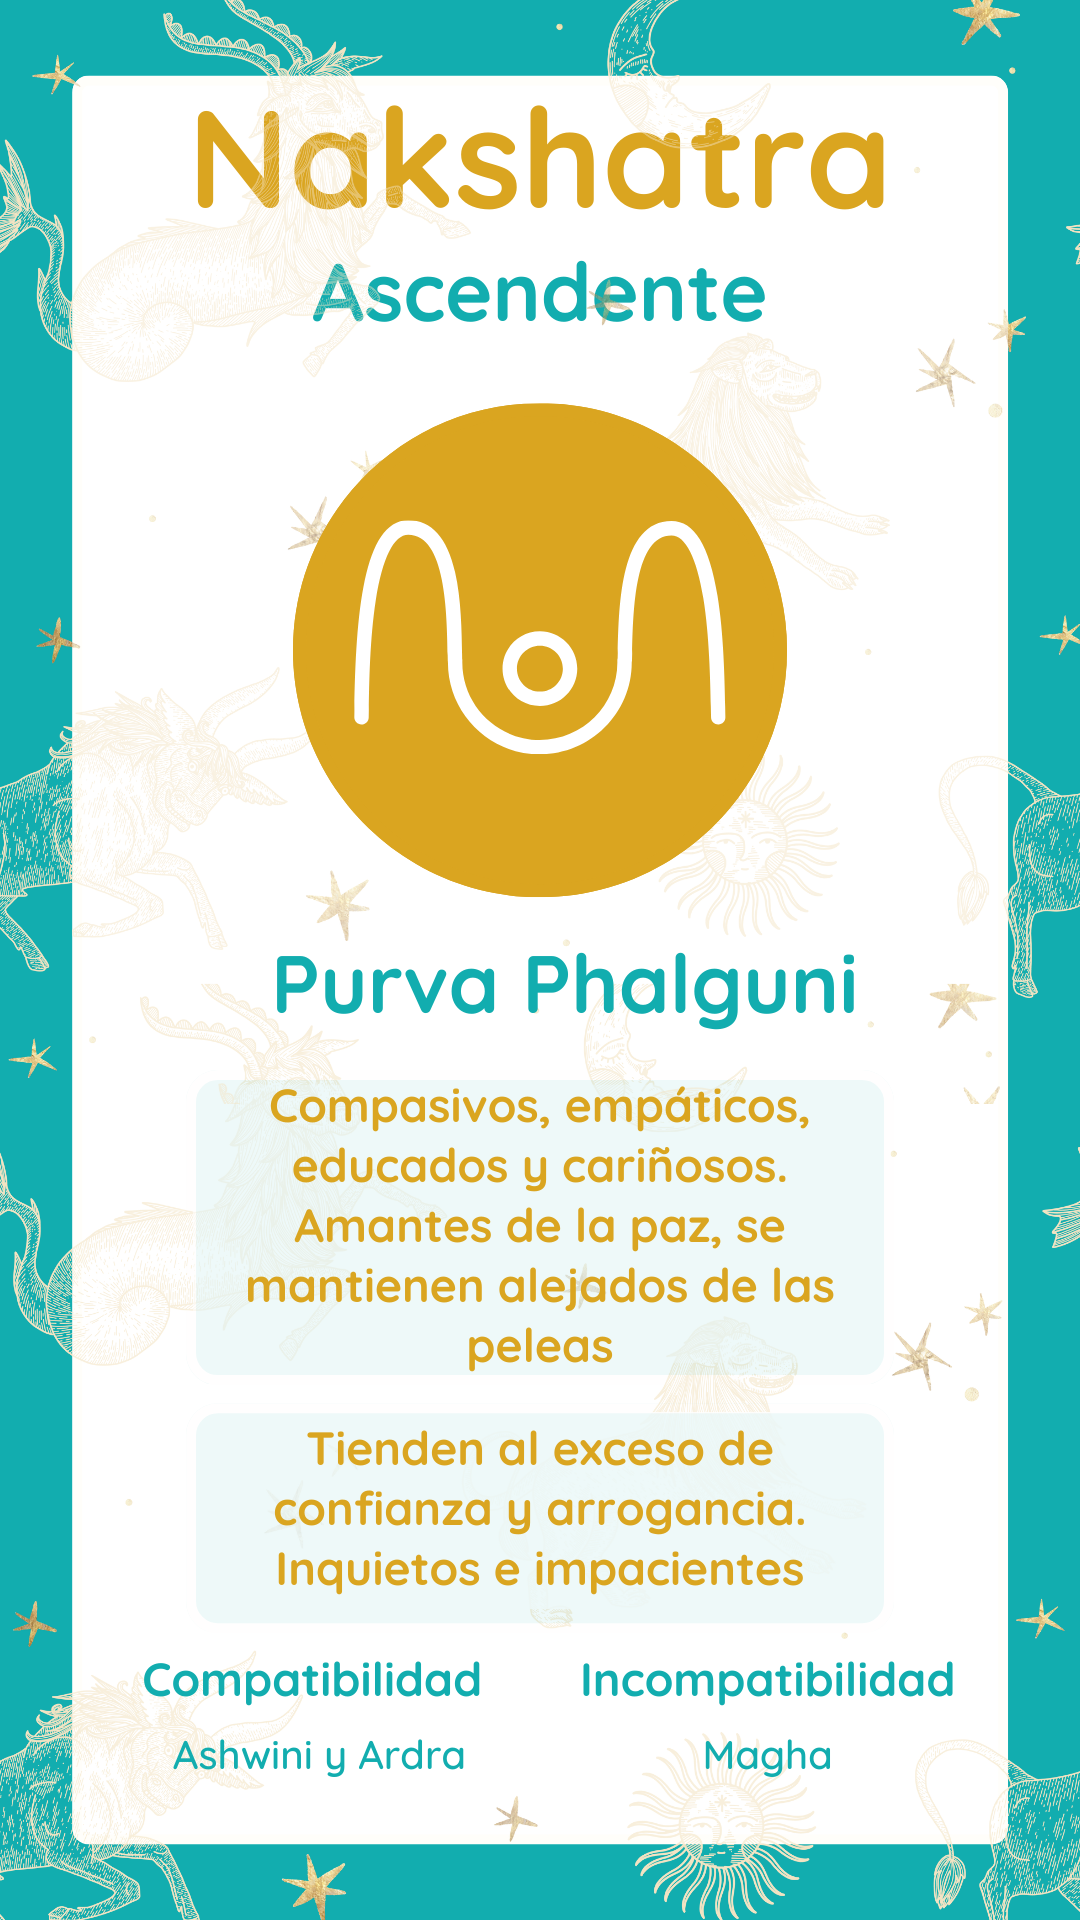 Nakshatra
Ascendente
Purva Phalguni
Compasivos, empáticos,
educados y cariñosos.
Amantes de la paz, se
mantienen alejados de las
peleas
Tienden al exceso de
confianza y arrogancia.
Inquietos e impacientes
Compatibilidad
Ashwini y Ardra
Incompatibilidad
Magha